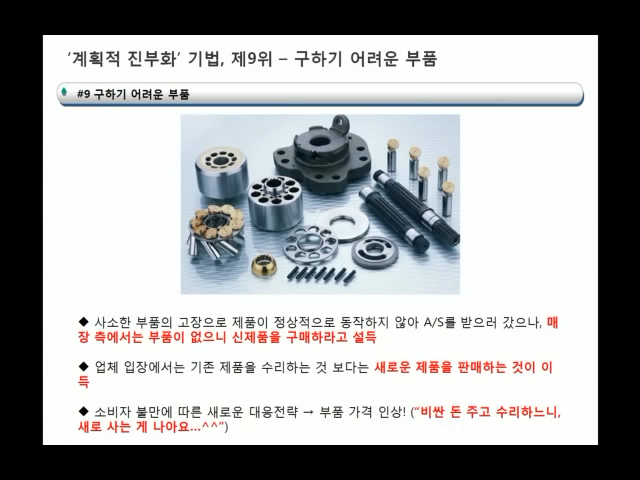 ‘계획적 진부화’ 기법, 제9위 – 구하기 어려운 부품
#9 구하기 어려운 부품
◆ 사소한 부품의 고장으로 제품이 정상적으로 동작하지 않아 A/S를 받으러 갔으나, 매
장 측에서는 부품이 없으니 신제품을 구매하라고 설득
◆ 업체 입장에서는 기존 제품을 수리하는 것 보다는 새로운 제품을 판매하는 것이 이
득
◆ 소비자 불만에 따른 새로운 대응전략 → 부품 가격 인상! (“비싼 돈 주고 수리하느니,
새로 사는 게 나아요...^^”)